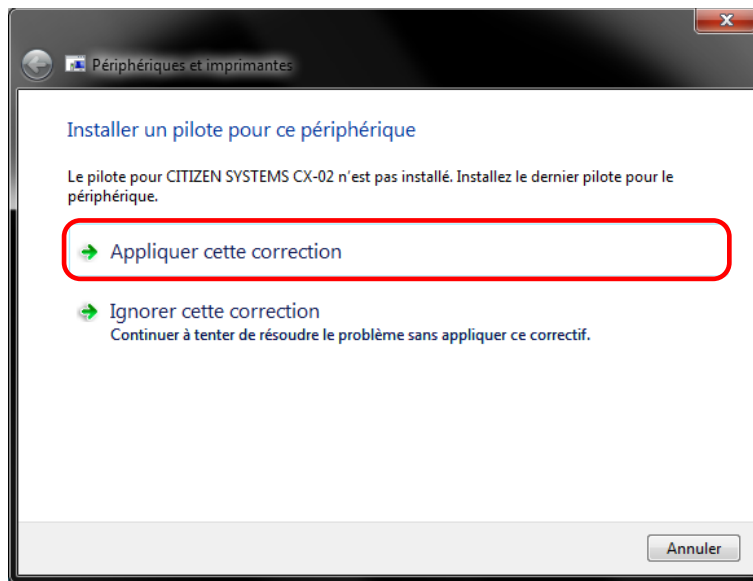 Périphériques et imprimantes
Installer un pilote pour ce périphérique
Le pilote pour CITIZEN SYSTEMS CX-02 n'est pas installé. Installez le dernier pilote pour le
périphérique.
Appliquer cette correction
Ignorer cette correction
Continuer à tenter de résoudre le problème sans appliquer ce correctif.
Annuler